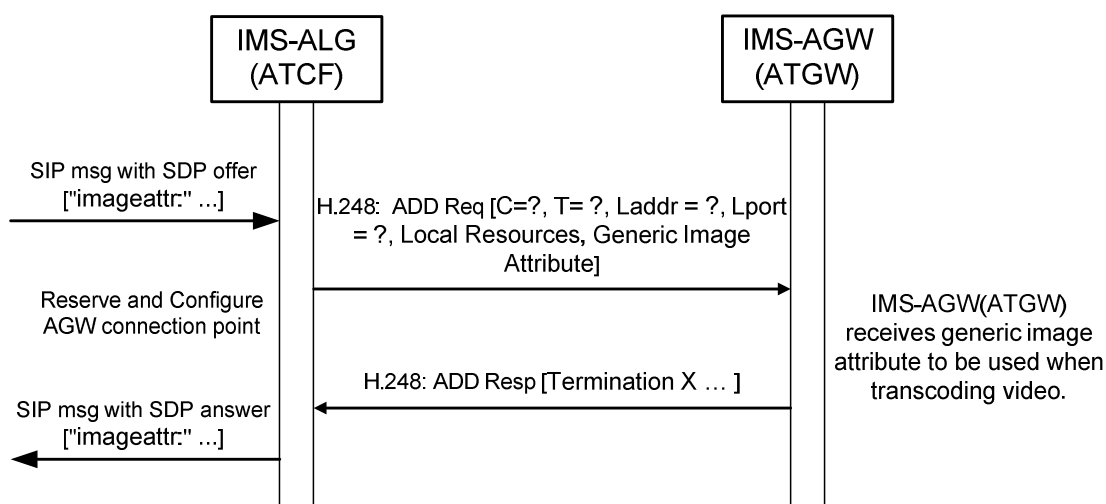 IMS-ALG
(ATCF)
IMS-AGW
(ATGW)
SIP msg with SDP offer
["imageattr:" ...]
H.248: ADD Req [C=?, T= ?, Laddr = ?, Lport
= ?, Local Resources, Generic Image
Attribute]
Reserve and Configure
AGW connection point
IMS-AGW(ATGW)
receives generic image
attribute to be used when
transcoding video.
H.248: ADD Resp [Termination X … ]
SIP msg with SDP answer
["imageattr:" ...]